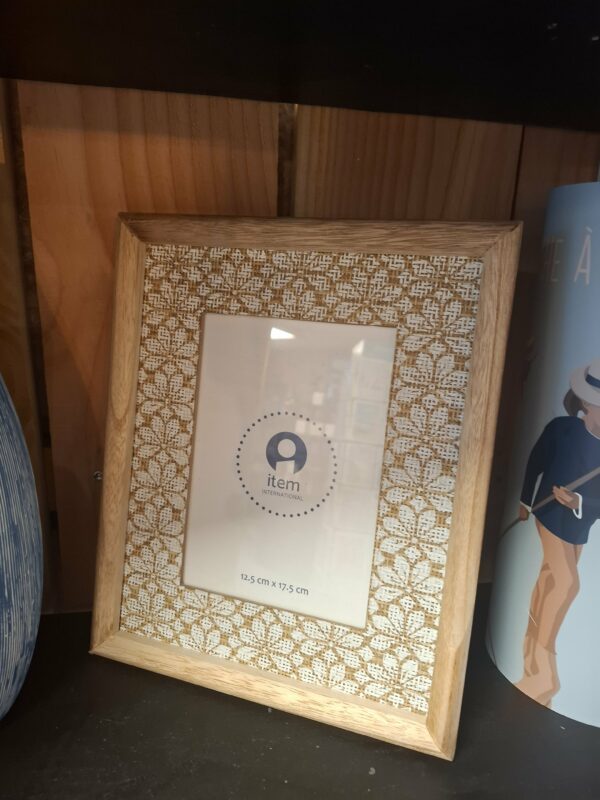 item
INTERNATIONAL
12.5 cm x 17.5 cm
À